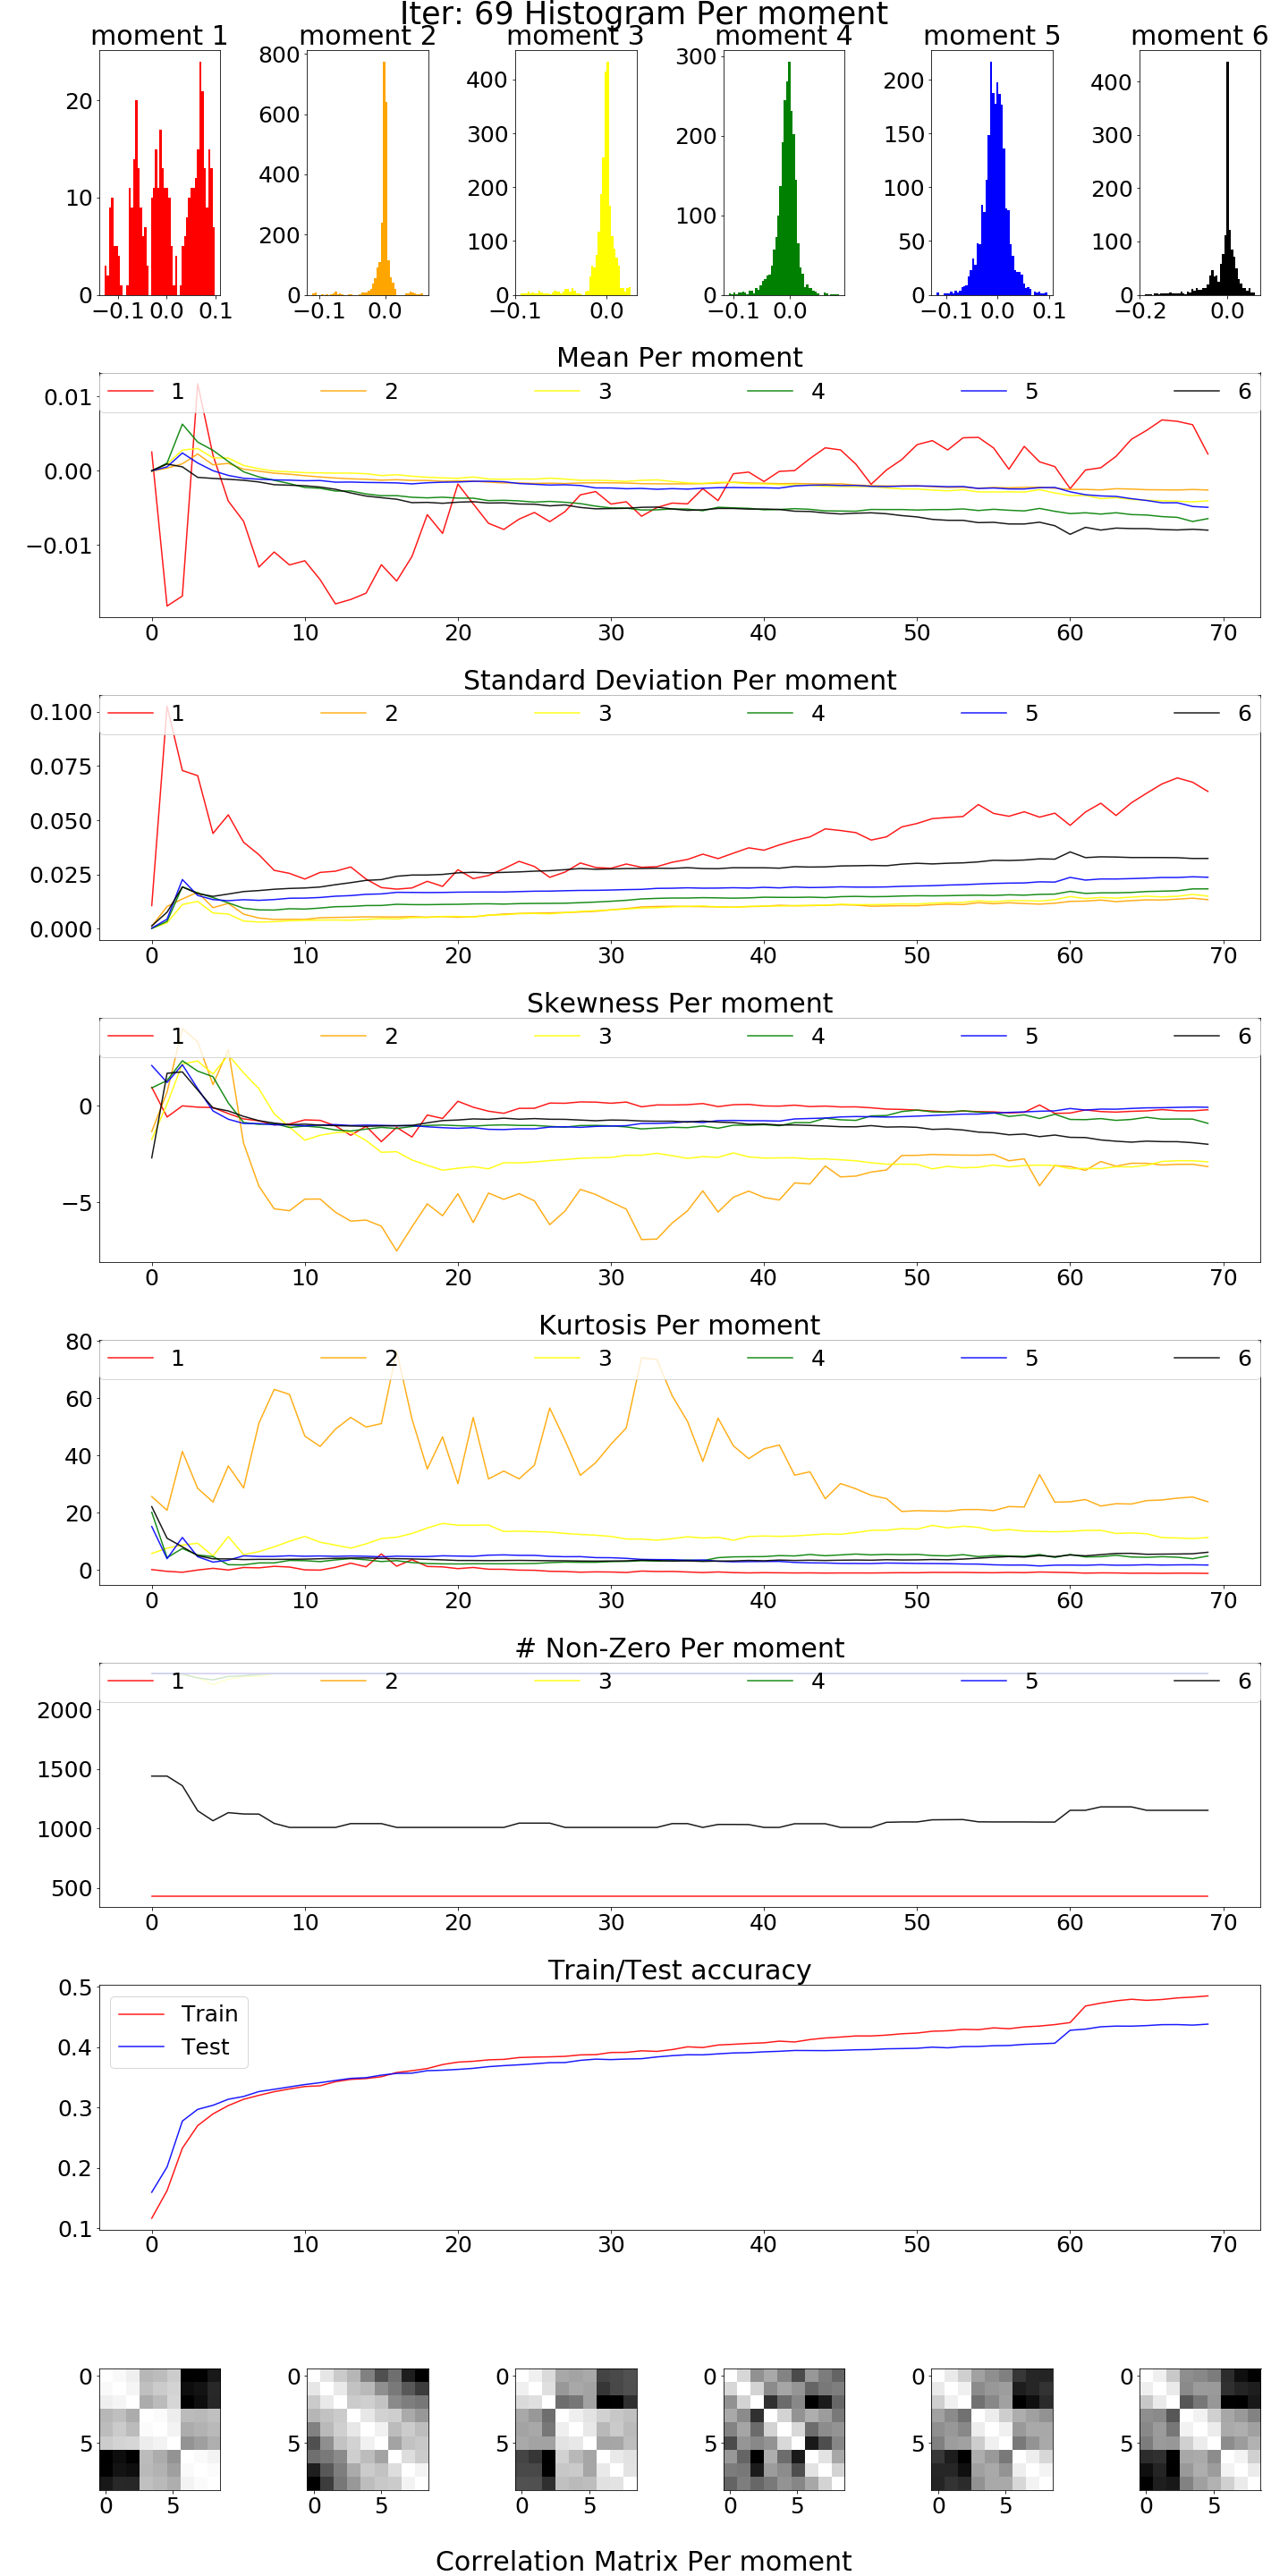 Iter: 69 Histogram Per moment
moment 1 moment 2 moment 3 moment 4 moment 5 moment 6
20
10
0
−0.1 0.0 0.1
800
600
400
200
0
−0.1 0.0
400
300
200
100
0
−0.1 0.0
300
200
100
0
−0.1 0.0
200
150
100
50
0
−0.1 0.0 0.1
400
300
200
100
0
−0.2 0.0
Mean Per moment
1 2 3 4 5 6
0.01
0.00
−0.01
0 10 20 30 40 50 60 70
Standard Deviation Per moment
1 2 3 4 5 6
0.100
0.075
0.050
0.025
0.000
0 10 20 30 40 50 60 70
Skewness Per moment
1 2 3 4 5 6
0
−5
0 10 20 30 40 50 60 70
Kurtosis Per moment
1 2 3 4 5 6
80
60
40
20
0
0 10 20 30 40 50 60 70
# Non-Zero Per moment
1 2 3 4 5 6
2000
1500
1000
500
0 10 20 30 40 50 60 70
Train/Test accuracy
Train
Test
0.5
0.4
0.3
0.2
0.1
0 10 20 30 40 50 60 70
0 0 0 0 0 0
5 5 5 5 5 5
0 5 0 5 0 5 0 5 0 5 0 5
Correlation Matrix Per moment